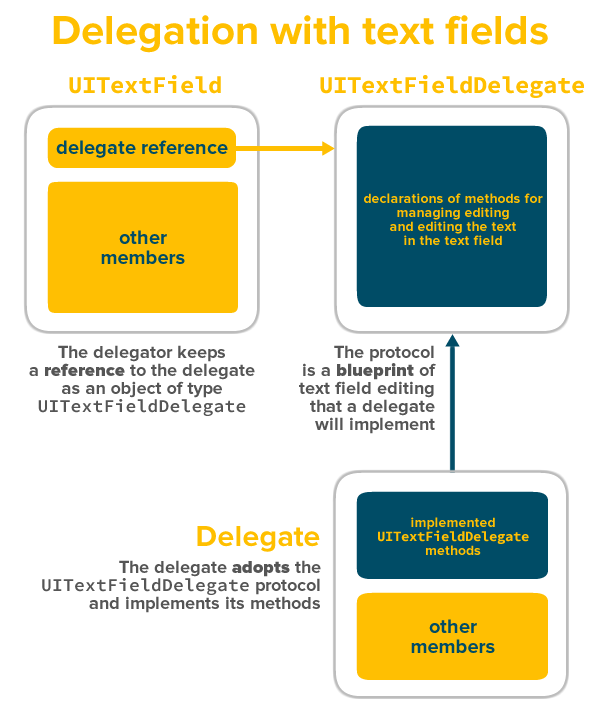 Delegation with text fields
UITextField
UITextFieldDelegate
delegate reference
other
members
declarations of methods for
managing editing
and editing the text
in the text field
The delegator keeps
a reference to the delegate
as an object of type
UITextFieldDelegate
The protocol
is a blueprint of
text field editing
that a delegate
will implement
Delegate
The delegate adopts the
UITextFieldDelegate protocol
and implements its methods
implemented
UITextFieldDelegate
methods
other
members